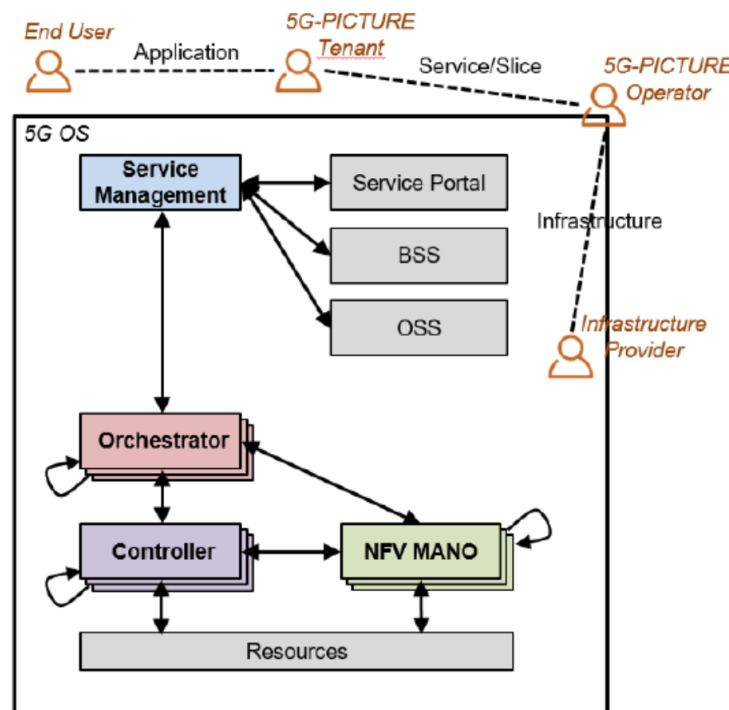 End User
Application
5G-PICTURE
Tenant
Service/Slice
5G-PICTURE
Operator
5G OS
Service
Management
Service Portal
BSS
OSS
Infrastructure
Infrastructure
Provider
Orchestrator
Controller
NFV MANO
Resources